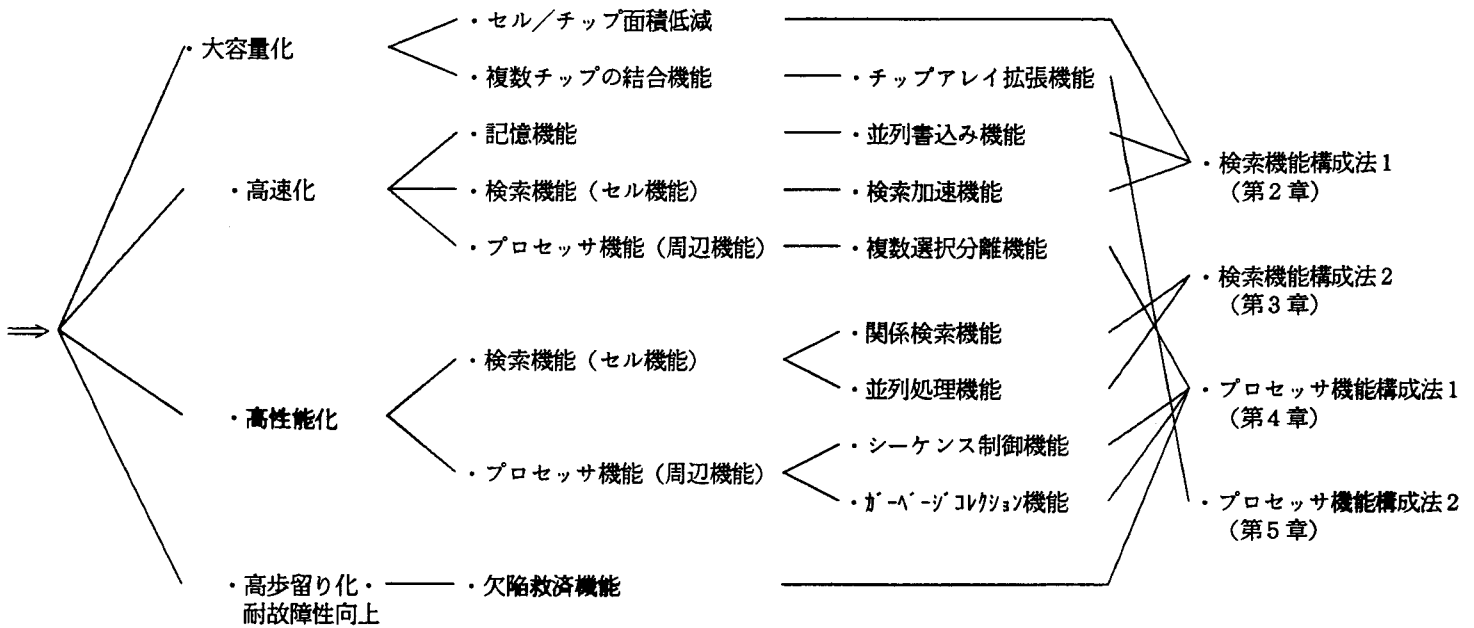 ・大容量化
・セル／チップ面積低減
・複数チップの結合機能
・チップアレイ拡張機能
・高速化
・記憶機能
・並列書込み機能
・検索機能（セル機能）
・検索加速機能
・プロセッサ機能（周辺機能）
・複数選択分離機能
・高性能化
・検索機能（セル機能）
・関係検索機能
・並列処理機能
・プロセッサ機能（周辺機能）
・シーケンス制御機能
・ｶﾞｰﾍﾞｰｼﾞｺﾚｸｼｮﾝ機能
・高歩留り化・
耐故障性向上
・欠陥救済機能
・検索機能構成法1
（第2章）
・検索機能構成法2
（第3章）
・プロセッサ機能構成法1
（第4章）
・プロセッサ機能構成法2
（第5章）